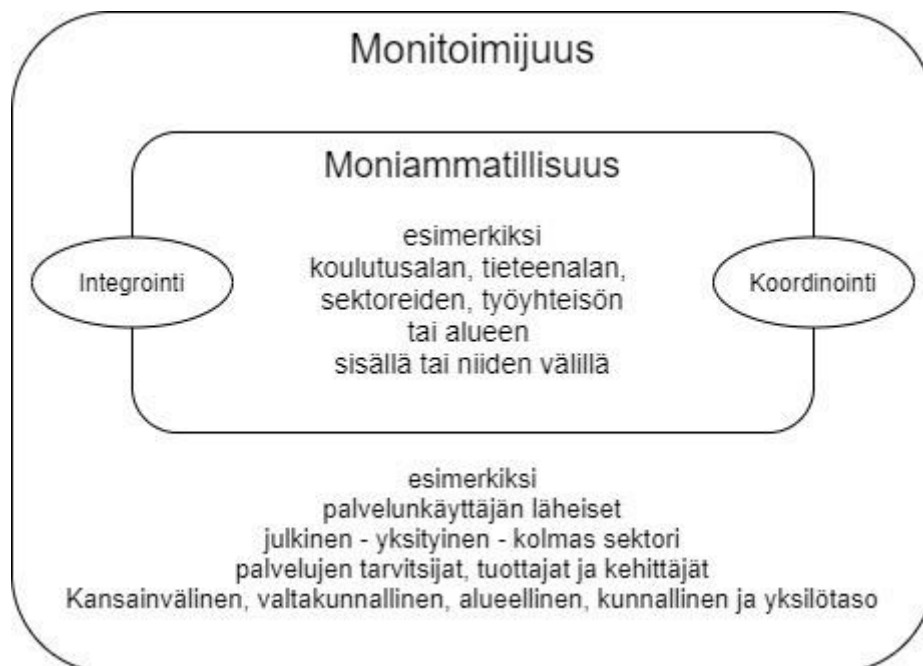 Monitoimijuus
Moniammatillisuus
esimerkiksi
koulutusalan, tieteenalan,
sektoreiden, työyhteisön
tai alueen
sisällä tai niiden välillä
Integrointi
Koordinointi
esimerkiksi
palvelunkäyttäjän läheiset
julkinen - yksityinen - kolmas sektori
palvelujen tarvitsijat, tuottajat ja kehittäjät
Kansainvälinen, valtakunnallinen, alueellinen, kunnallinen ja yksilötaso